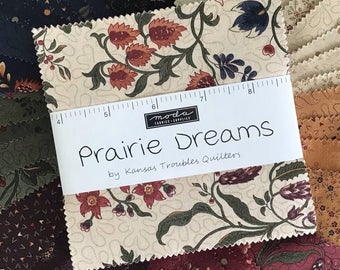 4 5 6 7 8
moda
FABRICS + SUPPLIES
Prairie Dreams
by Kansas Troubles Quilters